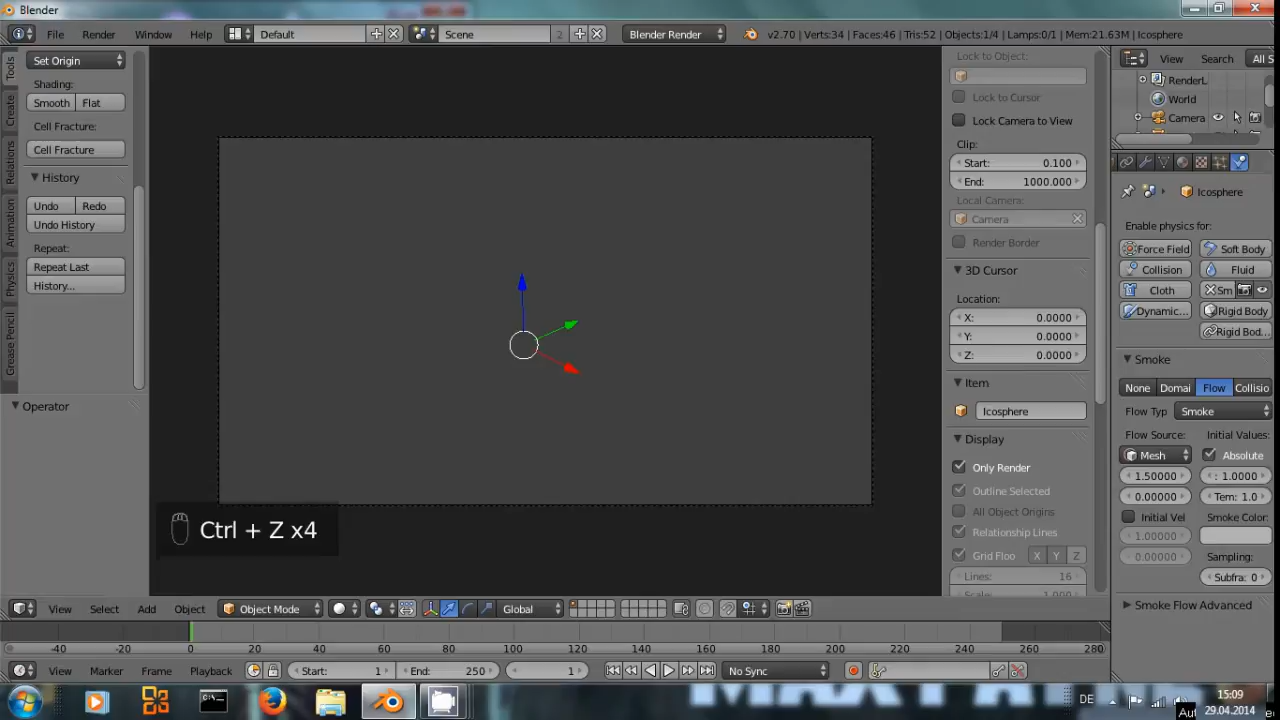 Blender
File Render Window Help Default Scene 2 Blender Render v2.70 | Verts:34 | Faces:46 | Tris:52 | Objects:1/4 | Lamps:0/1 | Mem:21.63M | Icosphere
Tools
Create
Relations
Animation
Physics
Grease Pencil
Set Origin
Shading:
Smooth Flat
Cell Fracture:
Cell Fracture
History
Undo Redo
Undo History
Repeat:
Repeat Last
History...
Operator
Ctrl + Z x4
Lock to Object:
Lock to Cursor
Lock Camera to View
Clip:
Start: 0.100
End: 1000.000
Local Camera:
Camera
Render Border
3D Cursor
Location:
X: 0.0000
Y: 0.0000
Z: 0.0000
Item
Icosphere
Display
Only Render
Outline Selected
All Object Origins
Relationship Lines
Grid Floo X Y Z
Lines: 16
View Search All S
RenderL
World
Camera
Icosphere
Enable physics for:
Force Field Soft Body
Collision Fluid
Cloth Sm
Dynamic... Rigid Body
Rigid Bod...
Smoke
None Domai Flow Collisio
Flow Typ Smoke
Flow Source: Initial Values:
Mesh Absolute
1.50000 : 1.0000
0.00000 Tem: 1.0
Initial Vel Smoke Color:
1.00000
0.00000 Sampling:
Subfra: 0
Smoke Flow Advanced
View Select Add Object Object Mode Global
-40 -20 0 20 40 60 80 100 120 140 160 180 200 220 240 260 280
View Marker Frame Playback Start: 1 End: 250 1 No Sync
DE 15:09
29.04.2014